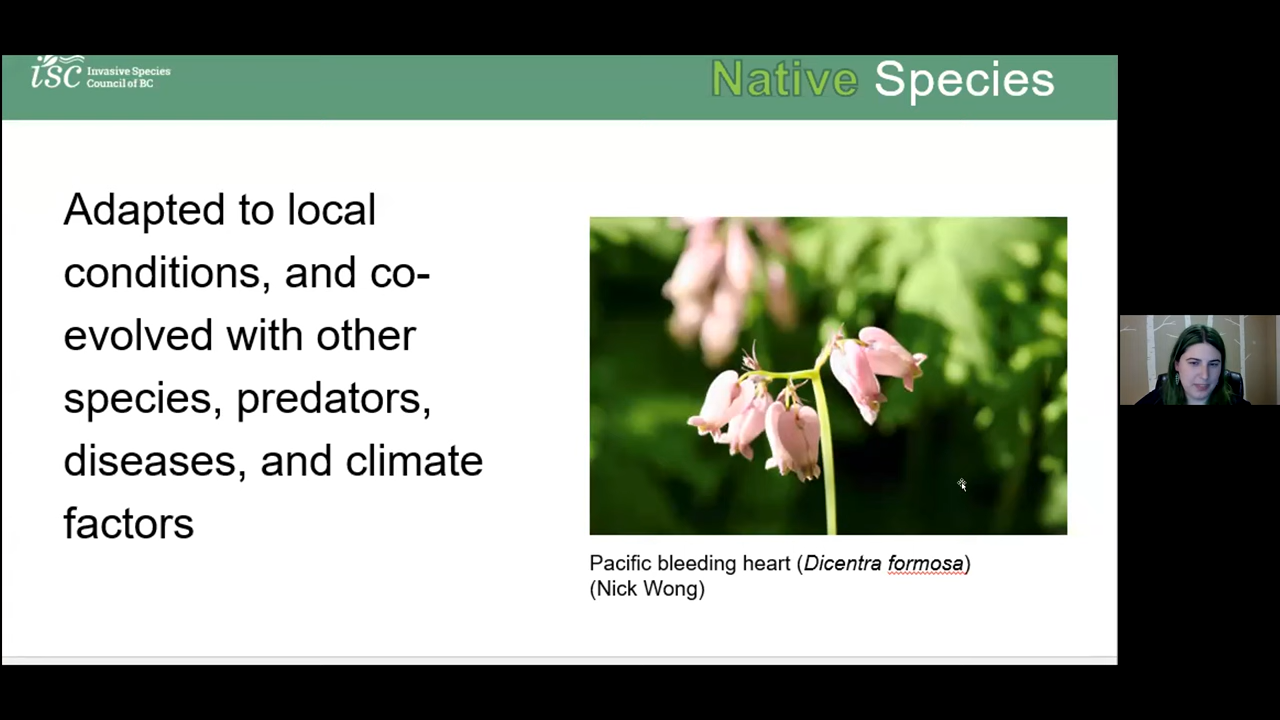 isc Invasive Species
Council of BC
Native Species
Adapted to local
conditions, and co-
evolved with other
species, predators,
diseases, and climate
factors
Pacific bleeding heart (Dicentra formosa)
(Nick Wong)